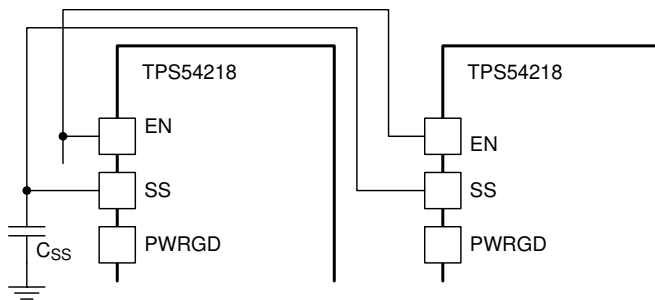 TPS54218
EN
SS
PWRGD
CSS
TPS54218
EN
SS
PWRGD